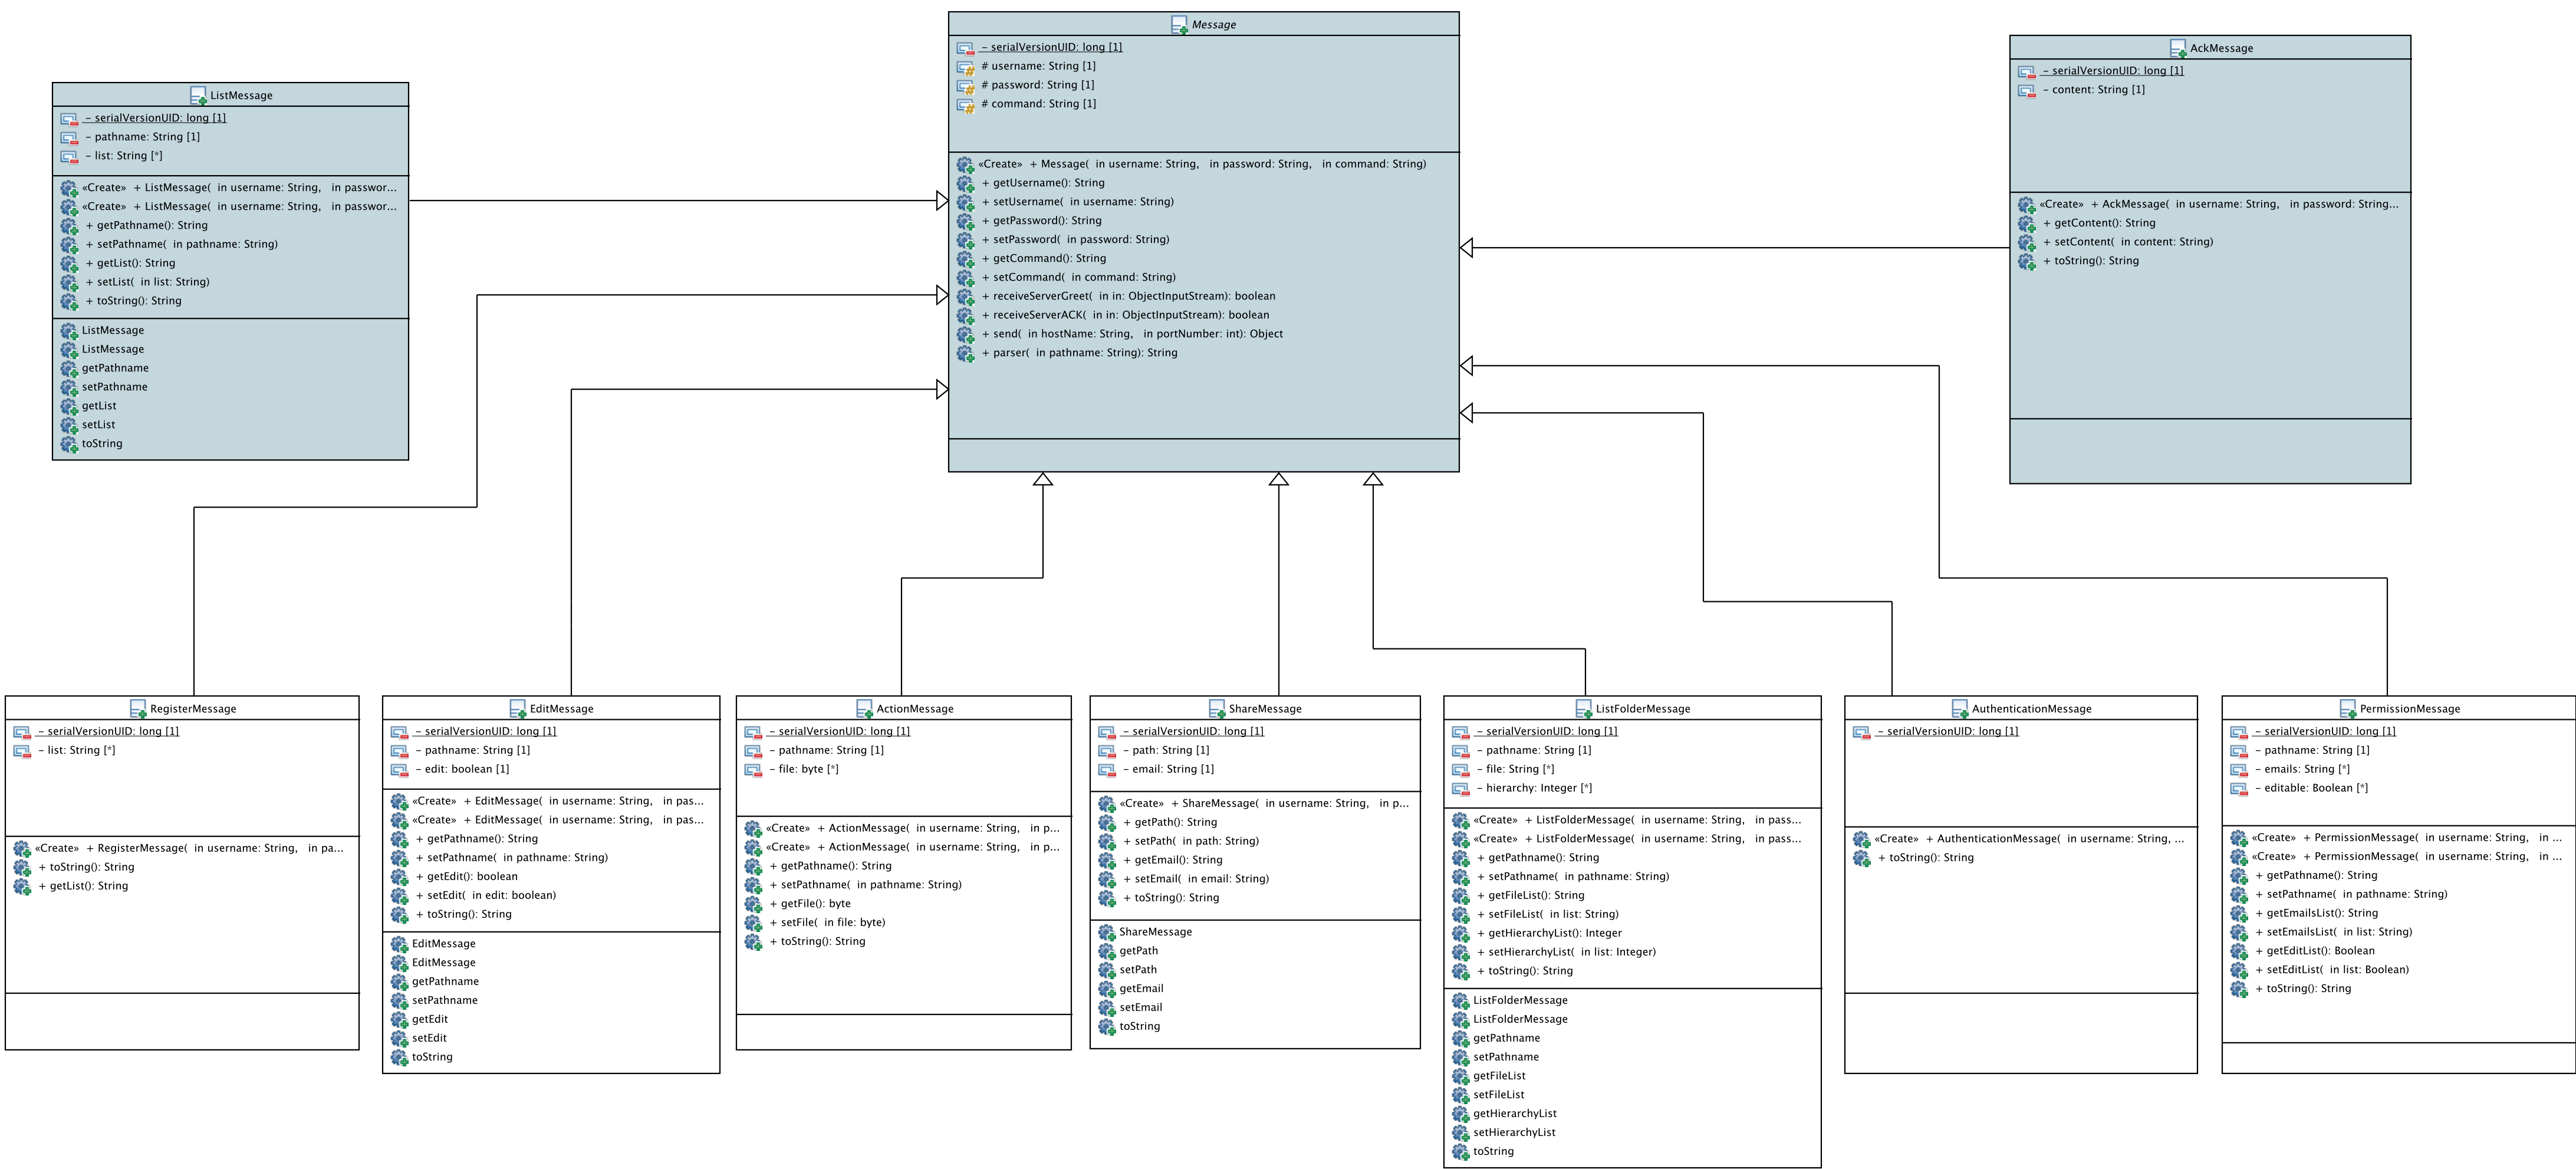 Message
– serialVersionUID: long [1]
# username: String [1]
# password: String [1]
# command: String [1]
«Create» + Message( in username: String, in password: String, in command: String)
+ getUsername(): String
+ setUsername( in username: String)
+ getPassword(): String
+ setPassword( in password: String)
+ getCommand(): String
+ setCommand( in command: String)
+ receiveServerGreet( in in: ObjectInputStream): boolean
+ receiveServerACK( in in: ObjectInputStream): boolean
+ send( in hostName: String, in portNumber: int): Object
+ parser( in pathname: String): String
AckMessage
– serialVersionUID: long [1]
– content: String [1]
«Create» + AckMessage( in username: String, in password: String...
+ getContent(): String
+ setContent( in content: String)
+ toString(): String
ListMessage
– serialVersionUID: long [1]
– pathname: String [1]
– list: String [*]
«Create» + ListMessage( in username: String, in passwor...
«Create» + ListMessage( in username: String, in passwor...
+ getPathname(): String
+ setPathname( in pathname: String)
+ getList(): String
+ setList( in list: String)
+ toString(): String
ListMessage
ListMessage
getPathname
setPathname
getList
setList
toString
RegisterMessage
– serialVersionUID: long [1]
– list: String [*]
«Create» + RegisterMessage( in username: String, in pa...
+ toString(): String
+ getList(): String
EditMessage
– serialVersionUID: long [1]
– pathname: String [1]
– edit: boolean [1]
«Create» + EditMessage( in username: String, in pas...
«Create» + EditMessage( in username: String, in pas...
+ getPathname(): String
+ setPathname( in pathname: String)
+ getEdit(): boolean
+ setEdit( in edit: boolean)
+ toString(): String
EditMessage
EditMessage
getPathname
setPathname
getEdit
setEdit
toString
ActionMessage
– serialVersionUID: long [1]
– pathname: String [1]
– file: byte [*]
«Create» + ActionMessage( in username: String, in p...
«Create» + ActionMessage( in username: String, in p...
+ getPathname(): String
+ setPathname( in pathname: String)
+ getFile(): byte
+ setFile( in file: byte)
+ toString(): String
ShareMessage
– serialVersionUID: long [1]
– path: String [1]
– email: String [1]
«Create» + ShareMessage( in username: String, in p...
+ getPath(): String
+ setPath( in path: String)
+ getEmail(): String
+ setEmail( in email: String)
+ toString(): String
ShareMessage
getPath
setPath
getEmail
setEmail
toString
ListFolderMessage
– serialVersionUID: long [1]
– pathname: String [1]
– file: String [*]
– hierarchy: Integer [*]
«Create» + ListFolderMessage( in username: String, in pass...
«Create» + ListFolderMessage( in username: String, in pass...
+ getPathname(): String
+ setPathname( in pathname: String)
+ getFileList(): String
+ setFileList( in list: String)
+ getHierarchyList(): Integer
+ setHierarchyList( in list: Integer)
+ toString(): String
ListFolderMessage
ListFolderMessage
getPathname
setPathname
getFileList
setFileList
getHierarchyList
setHierarchyList
toString
AuthenticationMessage
– serialVersionUID: long [1]
«Create» + AuthenticationMessage( in username: String, ...
+ toString(): String
PermissionMessage
– serialVersionUID: long [1]
– pathname: String [1]
– emails: String [*]
– editable: Boolean [*]
«Create» + PermissionMessage( in username: String, in ...
«Create» + PermissionMessage( in username: String, in ...
+ getPathname(): String
+ setPathname( in pathname: String)
+ getEmailsList(): String
+ setEmailsList( in list: String)
+ getEditList(): Boolean
+ setEditList( in list: Boolean)
+ toString(): String